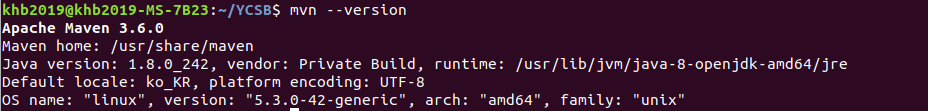 khb2019@khb2019-MS-7B23:~/YCSB$ mvn --version
Apache Maven 3.6.0
Maven home: /usr/share/maven
Java version: 1.8.0_242, vendor: Private Build, runtime: /usr/lib/jvm/java-8-openjdk-amd64/jre
Default locale: ko_KR, platform encoding: UTF-8
OS name: "linux", version: "5.3.0-42-generic", arch: "amd64", family: "unix"